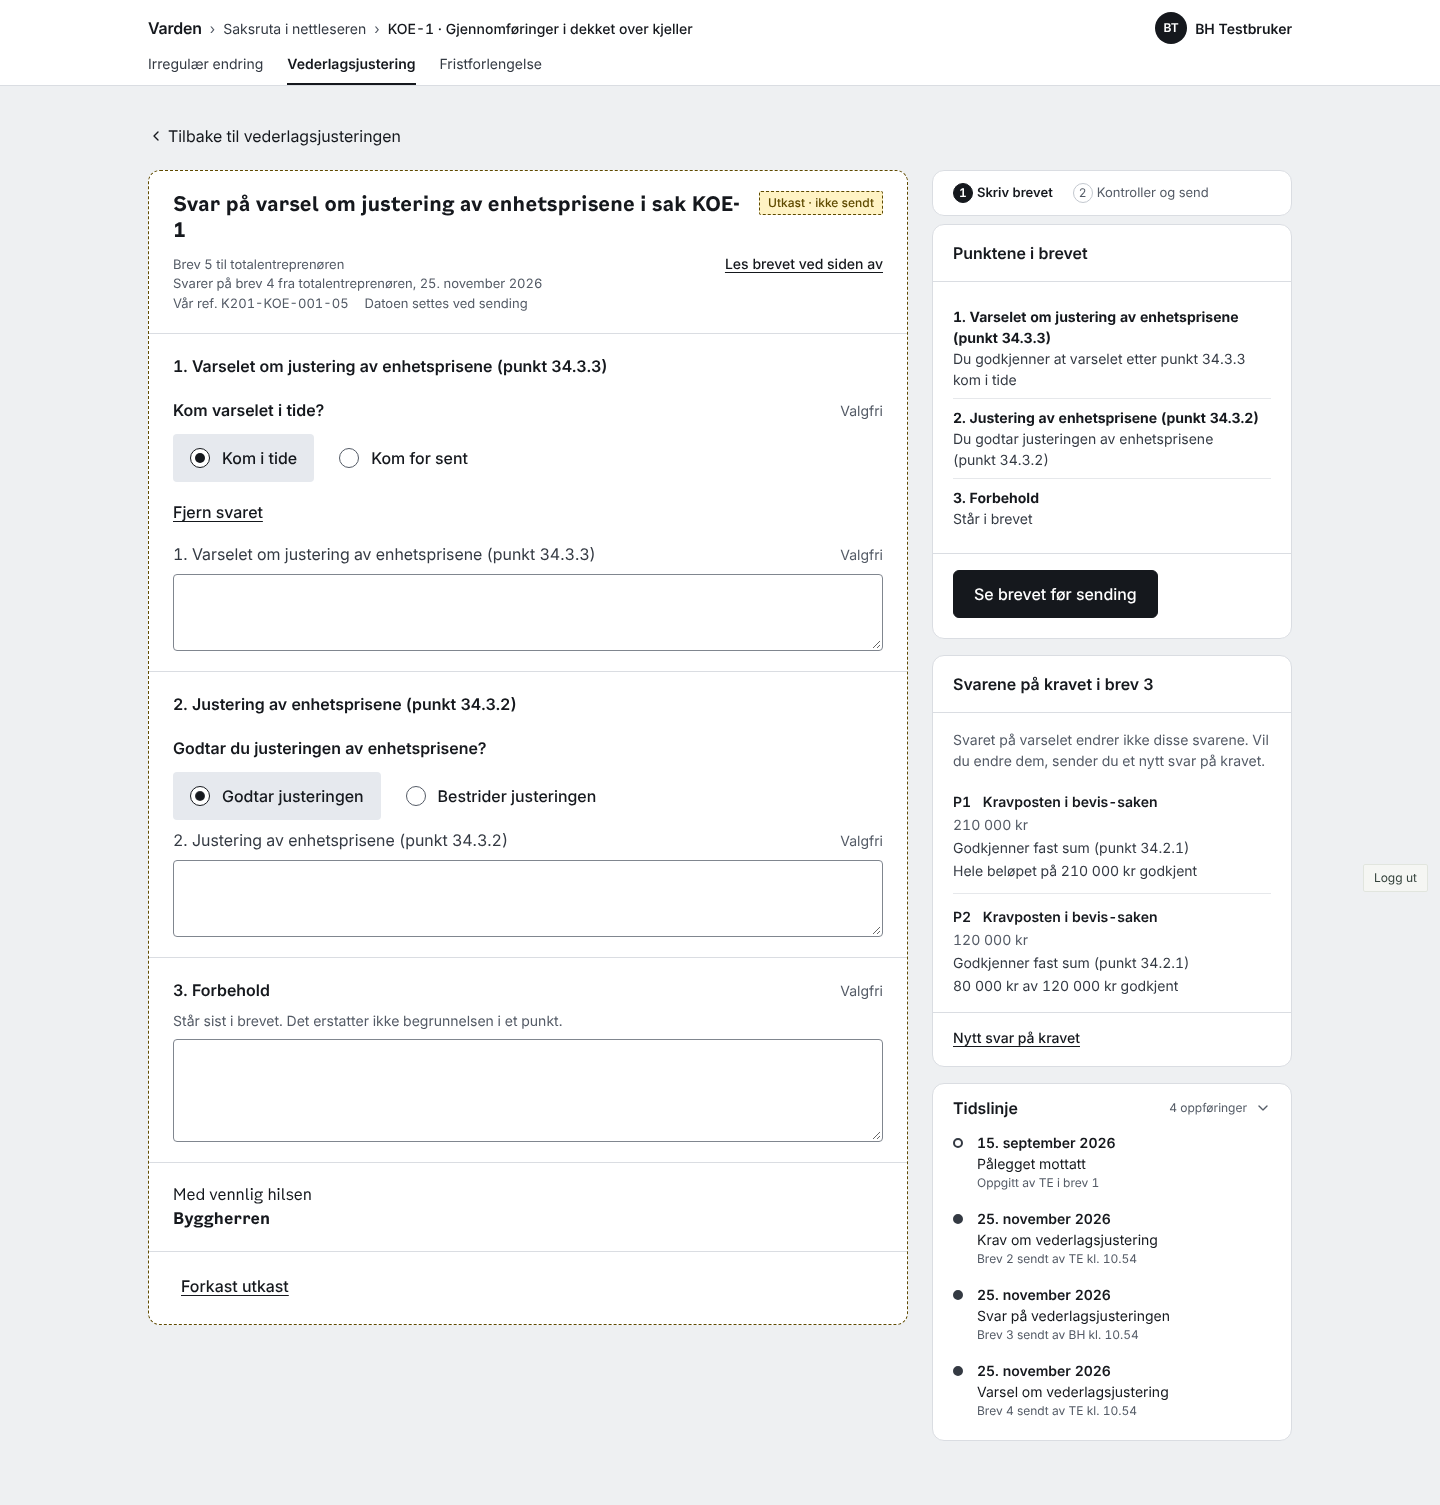 Varden › Saksruta i nettleseren › KOE-1 · Gjennomføringer i dekket over kjeller
BT BH Testbruker
Irregulær endring Vederlagsjustering Fristforlengelse
Tilbake til vederlagsjusteringen
Svar på varsel om justering av enhetsprisene i sak KOE-
1
Utkast · ikke sendt
Brev 5 til totalentreprenøren
Les brevet ved siden av
Svarer på brev 4 fra totalentreprenøren, 25. november 2026
Vår ref. K201-KOE-001-05 Datoen settes ved sending
1. Varselet om justering av enhetsprisene (punkt 34.3.3)
Kom varselet i tide? Valgfri
Kom i tide Kom for sent
Fjern svaret
1. Varselet om justering av enhetsprisene (punkt 34.3.3) Valgfri
2. Justering av enhetsprisene (punkt 34.3.2)
Godtar du justeringen av enhetsprisene?
Godtar justeringen Bestrider justeringen
2. Justering av enhetsprisene (punkt 34.3.2) Valgfri
3. Forbehold Valgfri
Står sist i brevet. Det erstatter ikke begrunnelsen i et punkt.
Med vennlig hilsen
Byggherren
Forkast utkast
1 Skriv brevet 2 Kontroller og send
Punktene i brevet
1. Varselet om justering av enhetsprisene
(punkt 34.3.3)
Du godkjenner at varselet etter punkt 34.3.3
kom i tide
2. Justering av enhetsprisene (punkt 34.3.2)
Du godtar justeringen av enhetsprisene
(punkt 34.3.2)
3. Forbehold
Står i brevet
Se brevet før sending
Svarene på kravet i brev 3
Svaret på varselet endrer ikke disse svarene. Vil
du endre dem, sender du et nytt svar på kravet.
P1 Kravposten i bevis-saken
210 000 kr
Godkjenner fast sum (punkt 34.2.1)
Hele beløpet på 210 000 kr godkjent
P2 Kravposten i bevis-saken
120 000 kr
Godkjenner fast sum (punkt 34.2.1)
80 000 kr av 120 000 kr godkjent
Nytt svar på kravet
Tidslinje 4 oppføringer
15. september 2026
Pålegget mottatt
Oppgitt av TE i brev 1
25. november 2026
Krav om vederlagsjustering
Brev 2 sendt av TE kl. 10.54
25. november 2026
Svar på vederlagsjusteringen
Brev 3 sendt av BH kl. 10.54
25. november 2026
Varsel om vederlagsjustering
Brev 4 sendt av TE kl. 10.54
Logg ut